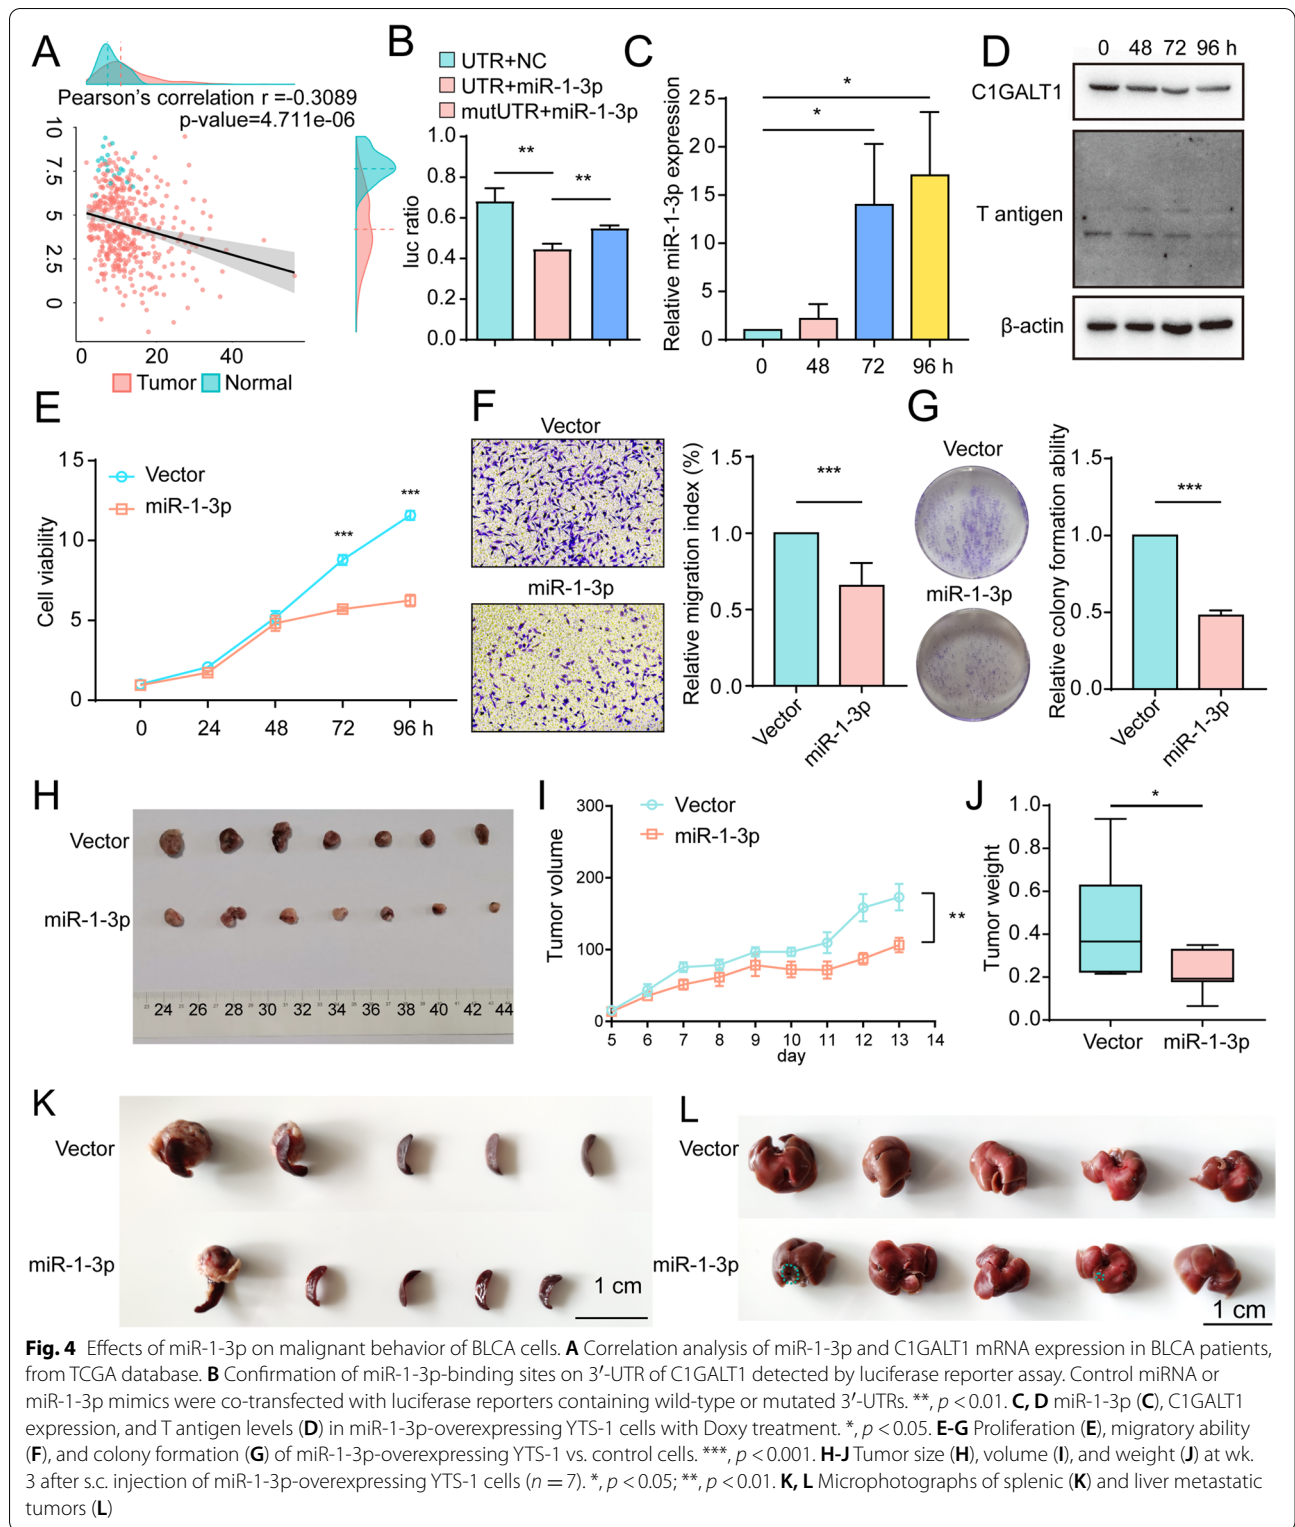 A
Pearson's correlation r =-0.3089
p-value=4.711e-06
10
7.5
5
2.5
0
0 20 40
Tumor Normal
B
UTR+NC
UTR+miR-1-3p
mutUTR+miR-1-3p
luc ratio
1.0
0.8
0.6
0.4
0.2
0.0
**
**
C
Relative miR-1-3p expression
25
20
15
10
5
0
*
*
0 48 72 96 h
D
0 48 72 96 h
C1GALT1
T antigen
β-actin
E
Cell viability
15
10
5
0
Vector
miR-1-3p
***
***
0 24 48 72 96 h
F
Vector
miR-1-3p
Relative migration index (%)
1.5
1.0
0.5
0.0
***
Vector
miR-1-3p
G
Vector
miR-1-3p
Relative colony formation ability
1.5
1.0
0.5
0.0
***
Vector
miR-1-3p
H
Vector
miR-1-3p
24 26 28 30 32 34 36 38 40 42 44
I
Tumor volume
300
200
100
0
Vector
miR-1-3p
**
5 6 7 8 9 10 11 12 13 14
day
J
Tumor weight
1.0
0.8
0.6
0.4
0.2
0.0
*
Vector miR-1-3p
K
Vector
miR-1-3p
1 cm
L
Vector
miR-1-3p
1 cm
Fig. 4 Effects of miR-1-3p on malignant behavior of BLCA cells. A Correlation analysis of miR-1-3p and C1GALT1 mRNA expression in BLCA patients,
from TCGA database. B Confirmation of miR-1-3p-binding sites on 3′-UTR of C1GALT1 detected by luciferase reporter assay. Control miRNA or
miR-1-3p mimics were co-transfected with luciferase reporters containing wild-type or mutated 3′-UTRs. **, p < 0.01. C, D miR-1-3p (C), C1GALT1
expression, and T antigen levels (D) in miR-1-3p-overexpressing YTS-1 cells with Doxy treatment. *, p < 0.05. E-G Proliferation (E), migratory ability
(F), and colony formation (G) of miR-1-3p-overexpressing YTS-1 vs. control cells. ***, p < 0.001. H-J Tumor size (H), volume (I), and weight (J) at wk.
3 after s.c. injection of miR-1-3p-overexpressing YTS-1 cells (n = 7). *, p < 0.05; **, p < 0.01. K, L Microphotographs of splenic (K) and liver metastatic
tumors (L)